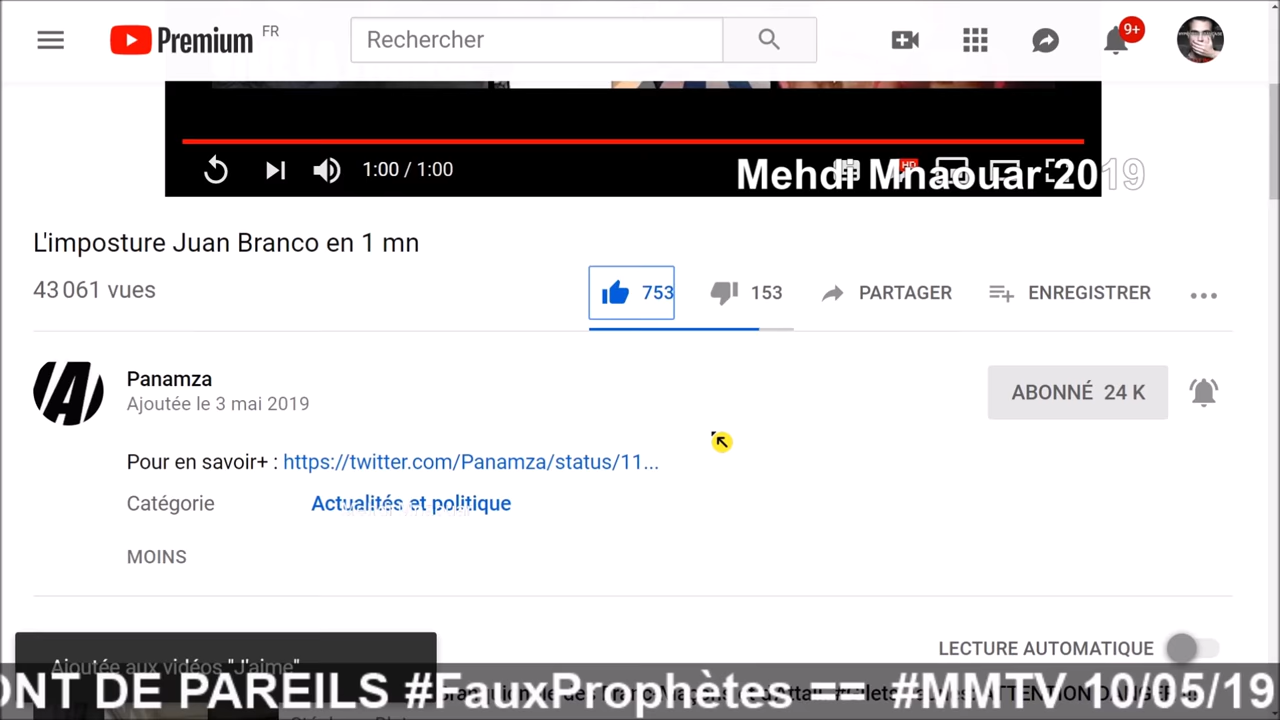 Premium FR
Rechercher
9+
1:00 / 1:00
HD
Mehdi Mhaouar 2019
L'imposture Juan Branco en 1 mn
43 061 vues
753
153
PARTAGER
ENREGISTRER
Panamza
Ajoutée le 3 mai 2019
ABONNÉ 24 K
Pour en savoir+ : https://twitter.com/Panamza/status/11...
Catégorie
Actualités et politique
MOINS
LECTURE AUTOMATIQUE
Ajoutée aux vidéos "J'aime"
ONT DE PAREILS #FauxProphètes == #MMTV 10/05/19